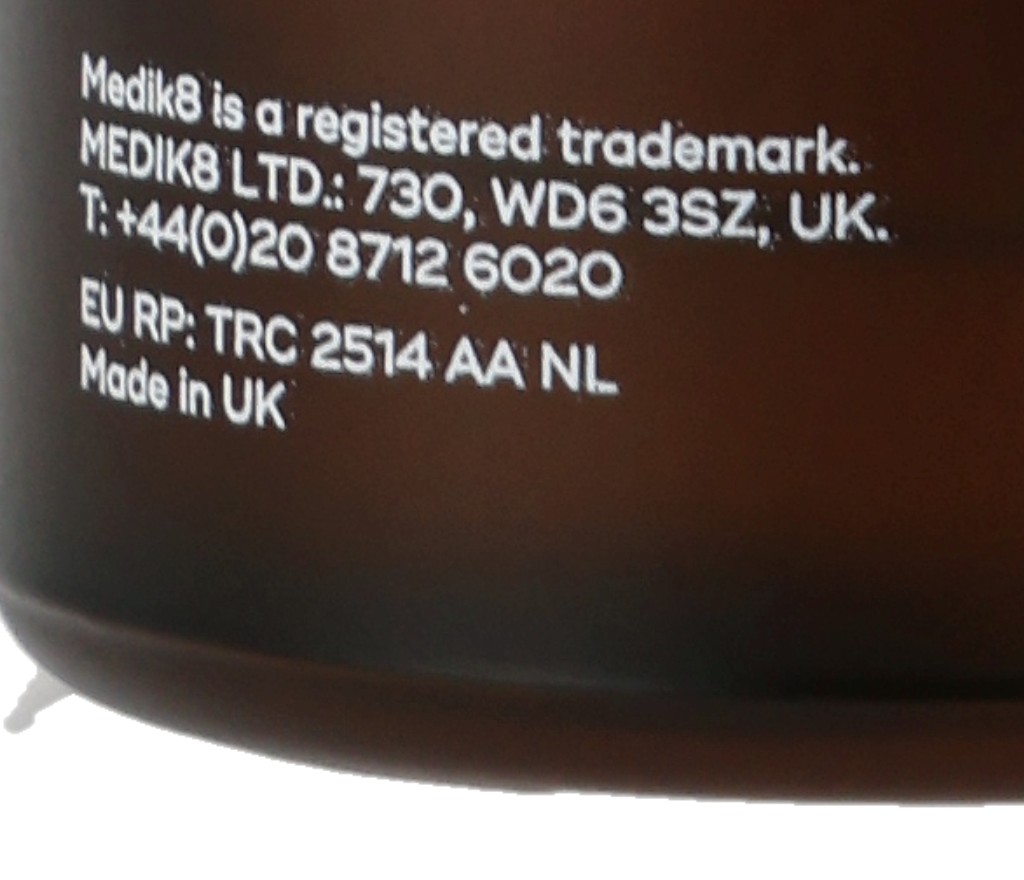 Medik8 is a registered trademark.
MEDIK8 LTD.: 730, WD6 3SZ, UK.
T: +44(0)20 8712 6020
EU RP: TRC 2514 AA NL
Made in UK